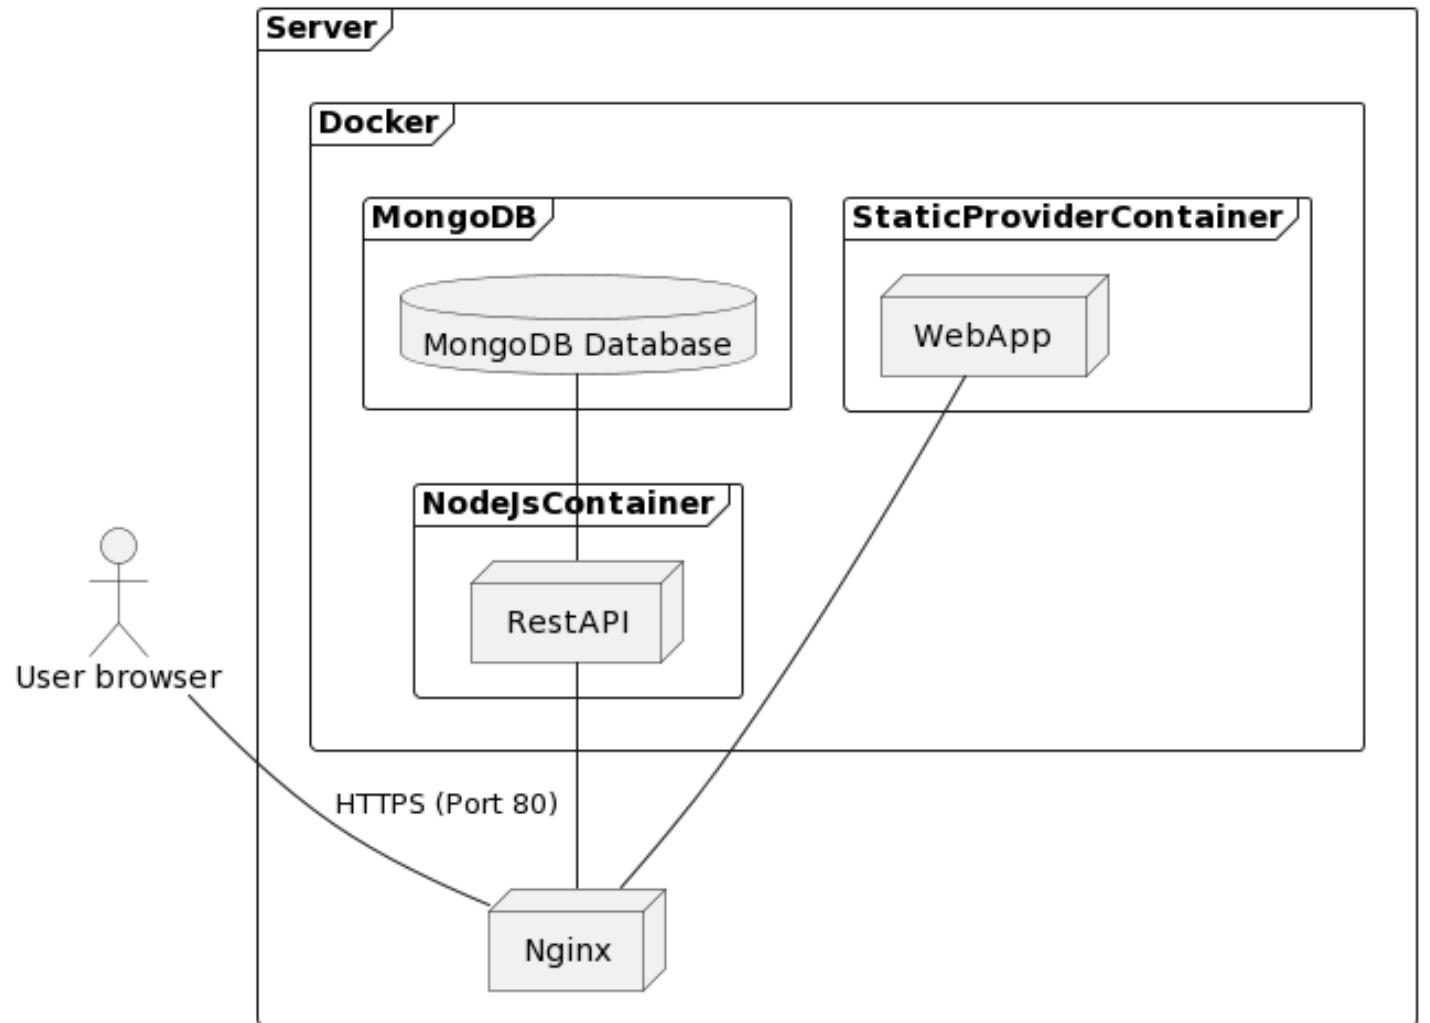 Server
Docker
MongoDB
StaticProviderContainer
MongoDB Database
WebApp
NodeJsContainer
RestAPI
User browser
HTTPS (Port 80)
Nginx